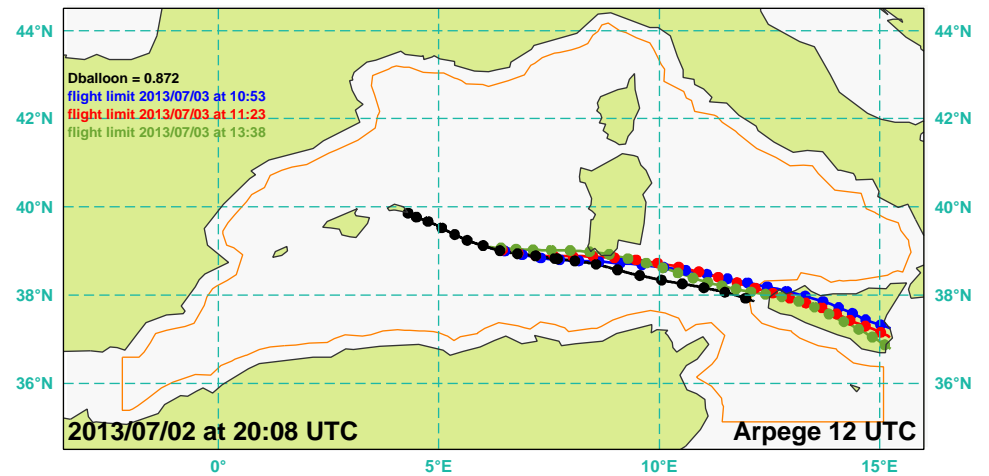 44°N 44°N
Dballoon = 0.872
flight limit 2013/07/03 at 10:53
flight limit 2013/07/03 at 11:23
42°N 42°N
flight limit 2013/07/03 at 13:38
40°N 40°N
38°N 38°N
36°N 36°N
2013/07/02 at 20:08 UTC Arpege 12 UTC
0° 5°E 10°E 15°E